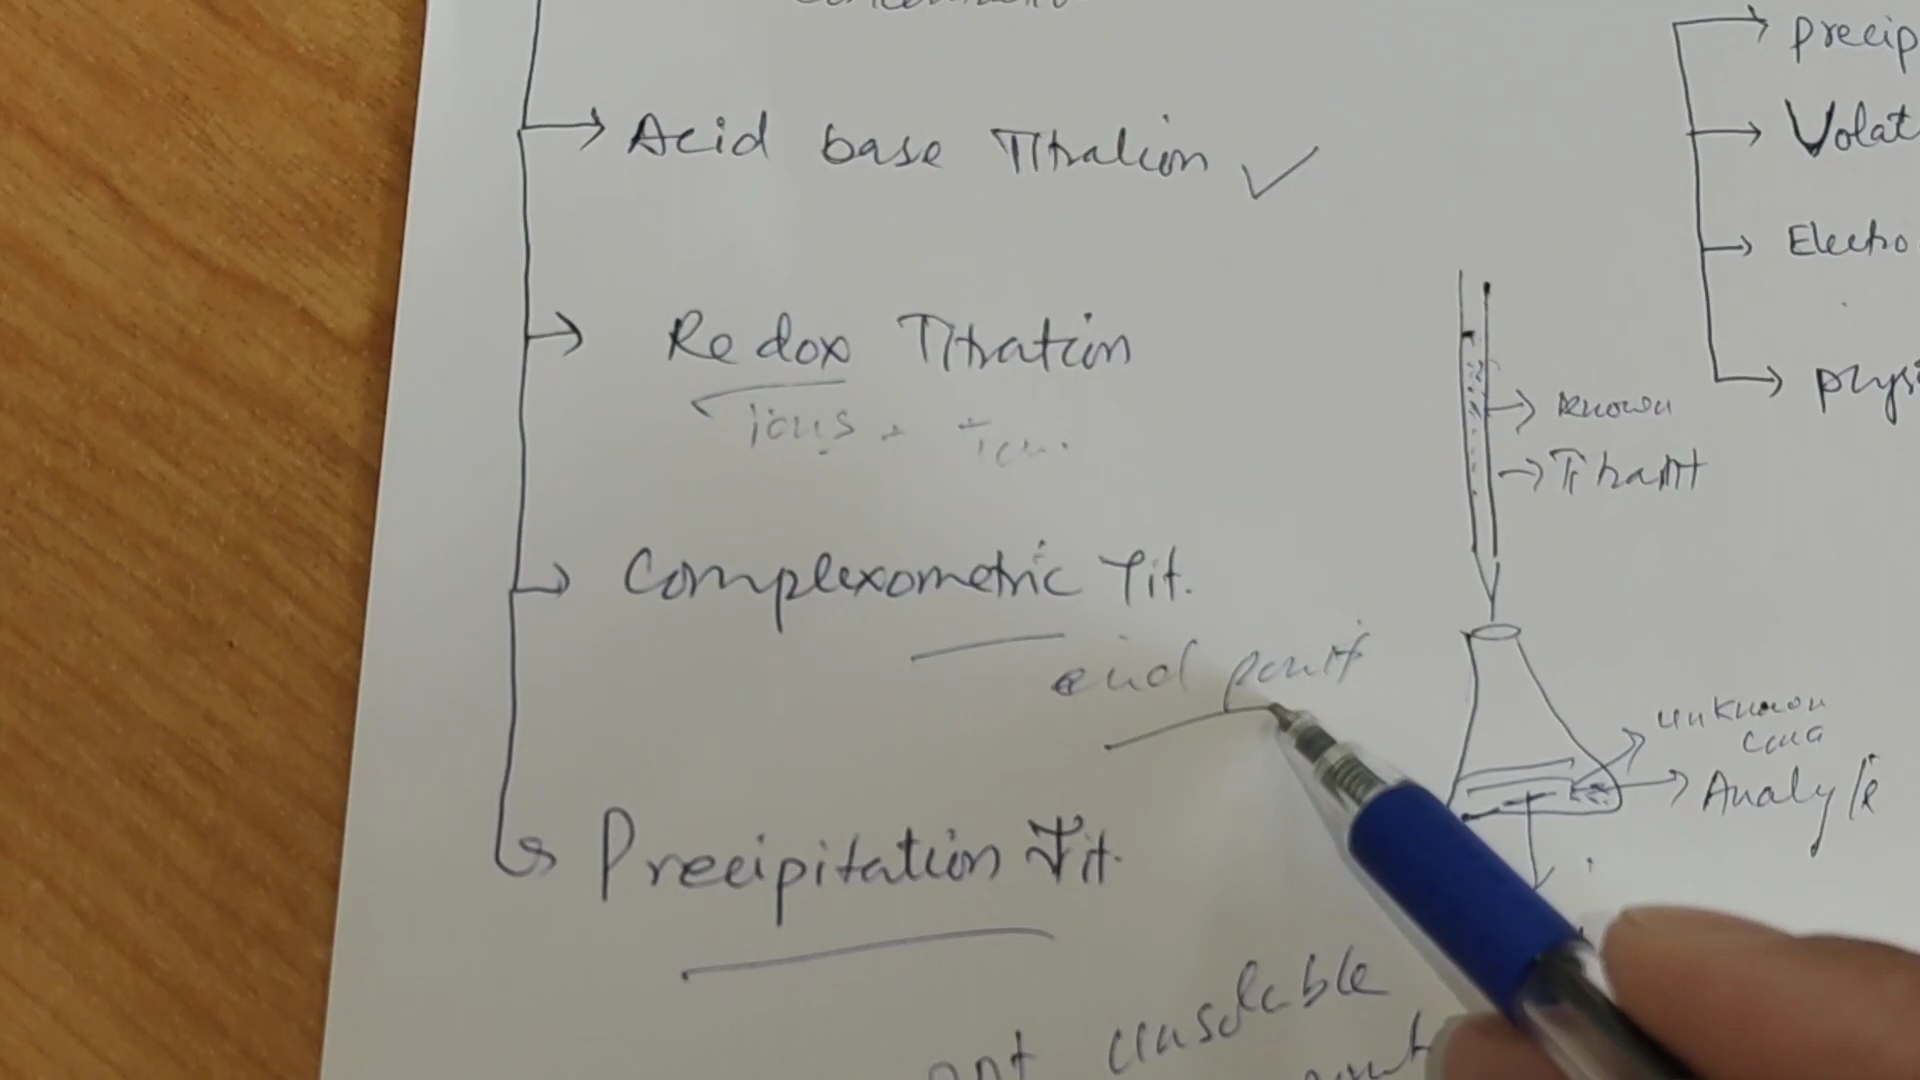 Acid base Titration ✓
Redox Titration
ions
Complexometric Tit.
end point
Precipitation Tit.
unsoluble
Precip
Volat
Electro
physi
known
Titrant
unknown
conc
Analyte